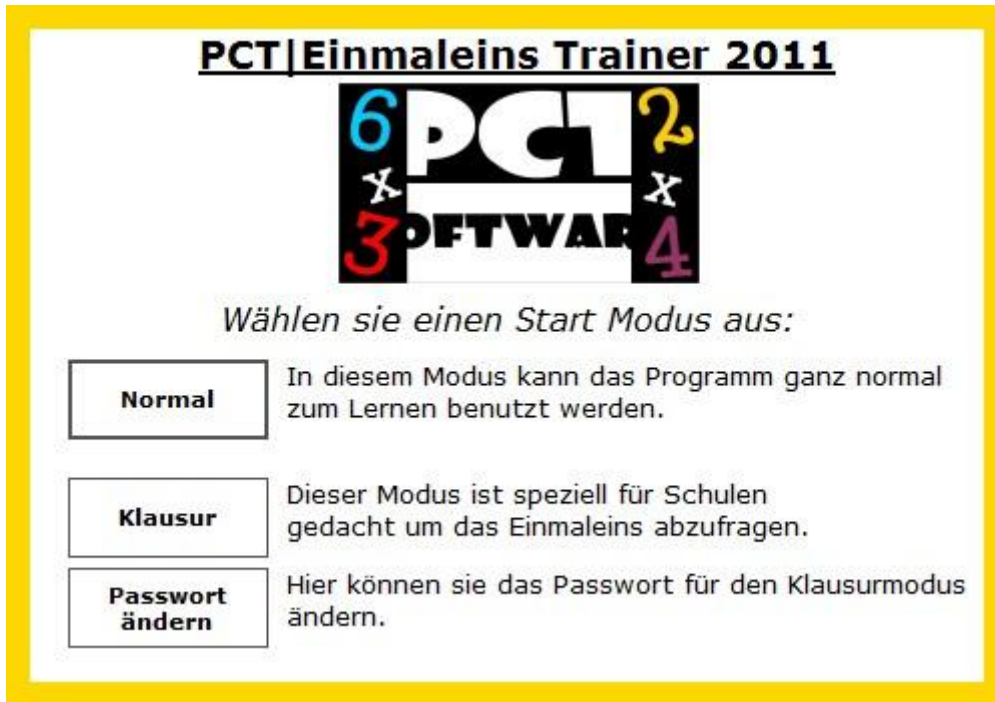 PCT|Einmaleins Trainer 2011
6 PCT 2
x x
3 OFTWAR 4
Wählen sie einen Start Modus aus:
Normal
In diesem Modus kann das Programm ganz normal
zum Lernen benutzt werden.
Klausur
Dieser Modus ist speziell für Schulen
gedacht um das Einmaleins abzufragen.
Passwort
ändern
Hier können sie das Passwort für den Klausurmodus
ändern.